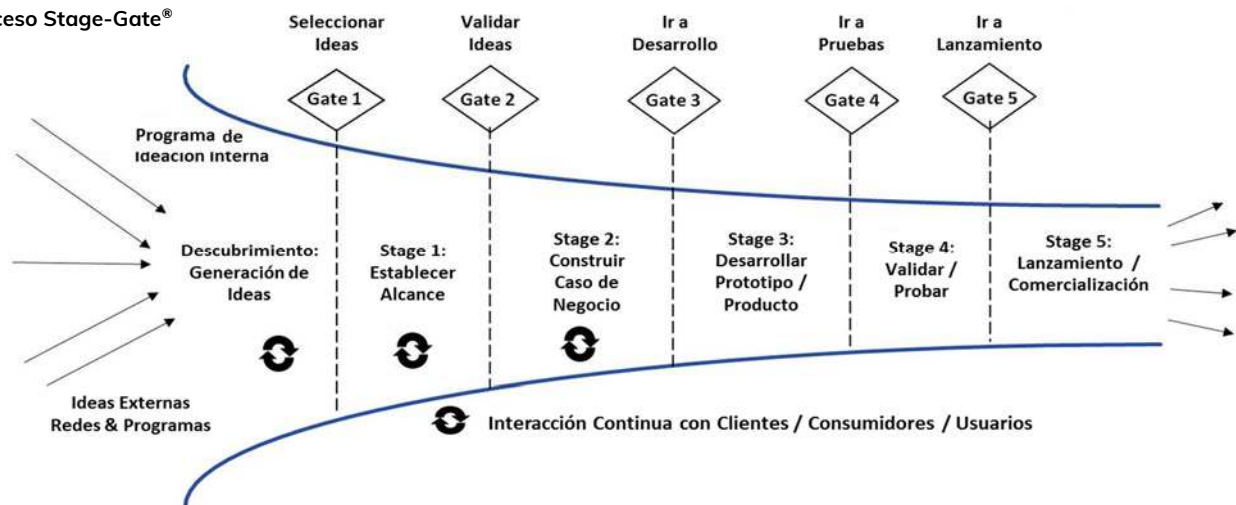 ceso Stage-Gate®
Seleccionar
Ideas
Validar
Ideas
Ir a
Desarrollo
Ir a
Pruebas
Ir a
Lanzamiento
Gate 1
Gate 2
Gate 3
Gate 4
Gate 5
Programa de
Ideación Interna
Descubrimiento:
Generación de
Ideas
Stage 1:
Establecer
Alcance
Stage 2:
Construir
Caso de
Negocio
Stage 3:
Desarrollar
Prototipo /
Producto
Stage 4:
Validar /
Probar
Stage 5:
Lanzamiento /
Comercialización
Ideas Externas
Redes & Programas
Interacción Continua con Clientes / Consumidores / Usuarios